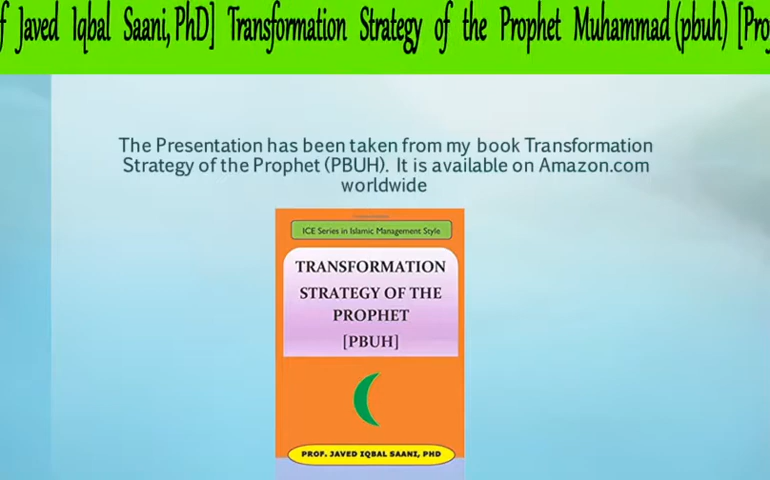 f Javed Iqbal Saani, PhD] Transformation Strategy of the Prophet Muhammad (pbuh) [Pro
The Presentation has been taken from my book Transformation
Strategy of the Prophet (PBUH). It is available on Amazon.com
worldwide
ICE Series in Islamic Management Style
TRANSFORMATION
STRATEGY OF THE
PROPHET
[PBUH]
PROF. JAVED IQBAL SAANI, PHD